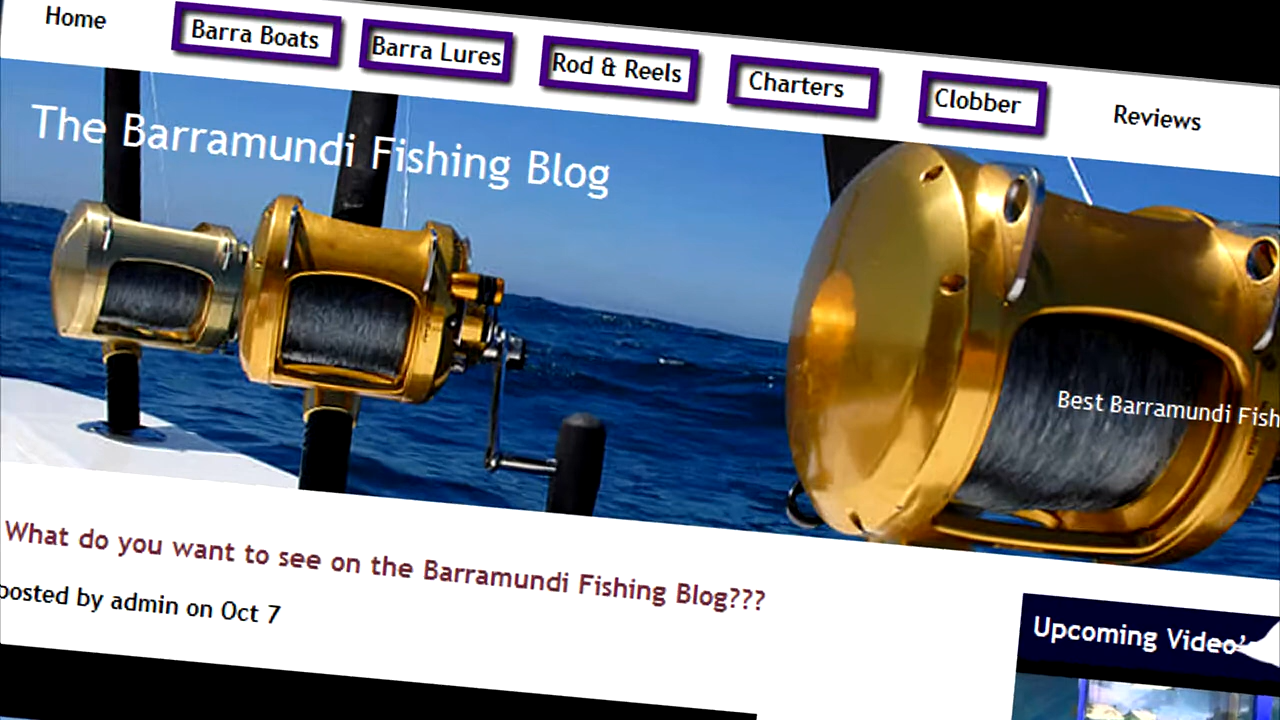 Home Barra Boats Barra Lures Rod & Reels Charters Clobber Reviews
The Barramundi Fishing Blog
Best Barramundi Fish
What do you want to see on the Barramundi Fishing Blog???
posted by admin on Oct 7
Upcoming Video's